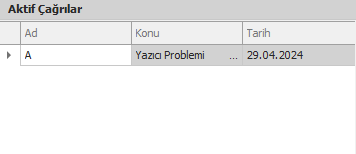 Aktif Çağrılar
Ad Konu Tarih
A Yazıcı Problemi ... 29.04.2024